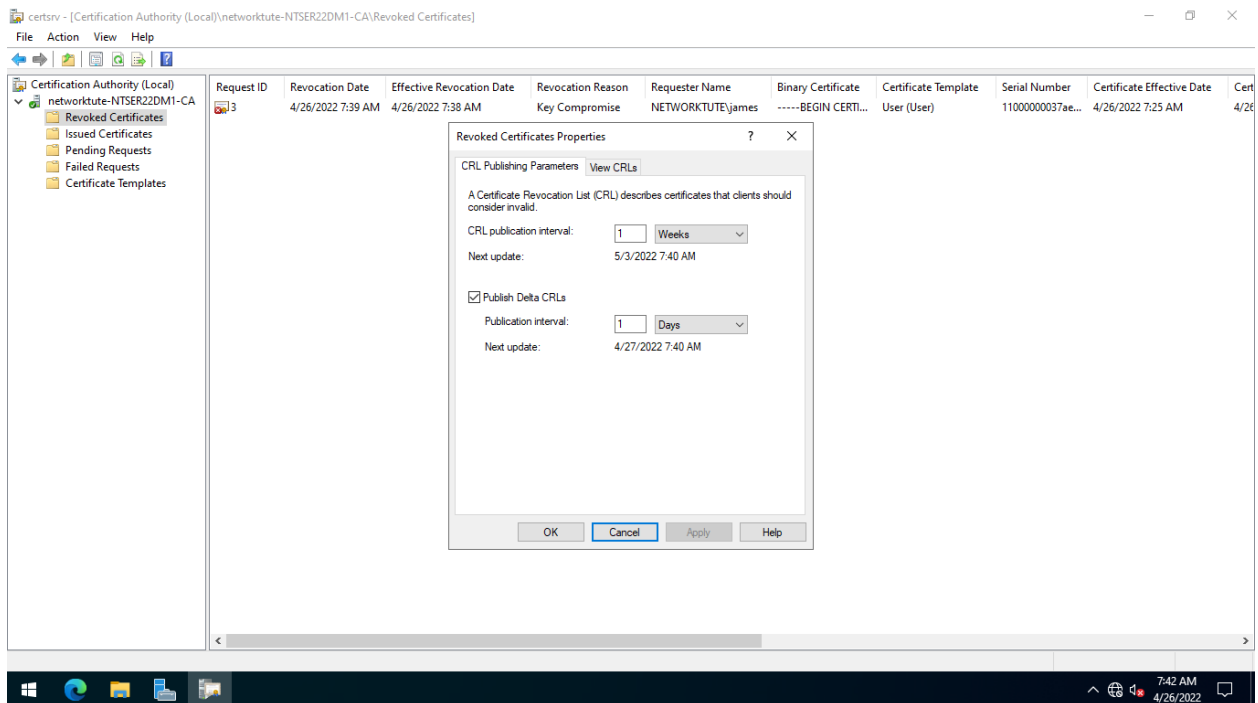 certsrv - [Certification Authority (Local)\networktute-NTSER22DM1-CA\Revoked Certificates]
File Action View Help
Certification Authority (Local)
networktute-NTSER22DM1-CA
Revoked Certificates
Issued Certificates
Pending Requests
Failed Requests
Certificate Templates
Request ID Revocation Date Effective Revocation Date Revocation Reason Requester Name Binary Certificate Certificate Template Serial Number Certificate Effective Date Cert
3 4/26/2022 7:39 AM 4/26/2022 7:38 AM Key Compromise NETWORKTUTE\james -----BEGIN CERTI... User (User) 11000000037ae... 4/26/2022 7:25 AM 4/26
Revoked Certificates Properties ?
CRL Publishing Parameters View CRLs
A Certificate Revocation List (CRL) describes certificates that clients should
consider invalid.
CRL publication interval: 1 Weeks
Next update: 5/3/2022 7:40 AM
Publish Delta CRLs
Publication interval: 1 Days
Next update: 4/27/2022 7:40 AM
OK Cancel Apply Help
7:42 AM
4/26/2022